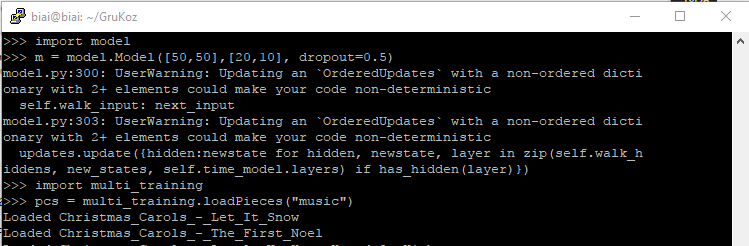 biai@biai: ~/GruKoz
>>> import model
>>> m = model.Model([50,50],[20,10], dropout=0.5)
model.py:300: UserWarning: Updating an `OrderedUpdates` with a non-ordered dicti
onary with 2+ elements could make your code non-deterministic
  self.walk_input: next_input
model.py:303: UserWarning: Updating an `OrderedUpdates` with a non-ordered dicti
onary with 2+ elements could make your code non-deterministic
  updates.update({hidden:newstate for hidden, newstate, layer in zip(self.walk_h
iddens, new_states, self.time_model.layers) if has_hidden(layer)})
>>> import multi_training
>>> pcs = multi_training.loadPieces("music")
Loaded Christmas_Carols_-_Let_It_Snow
Loaded Christmas_Carols_-_The_First_Noel